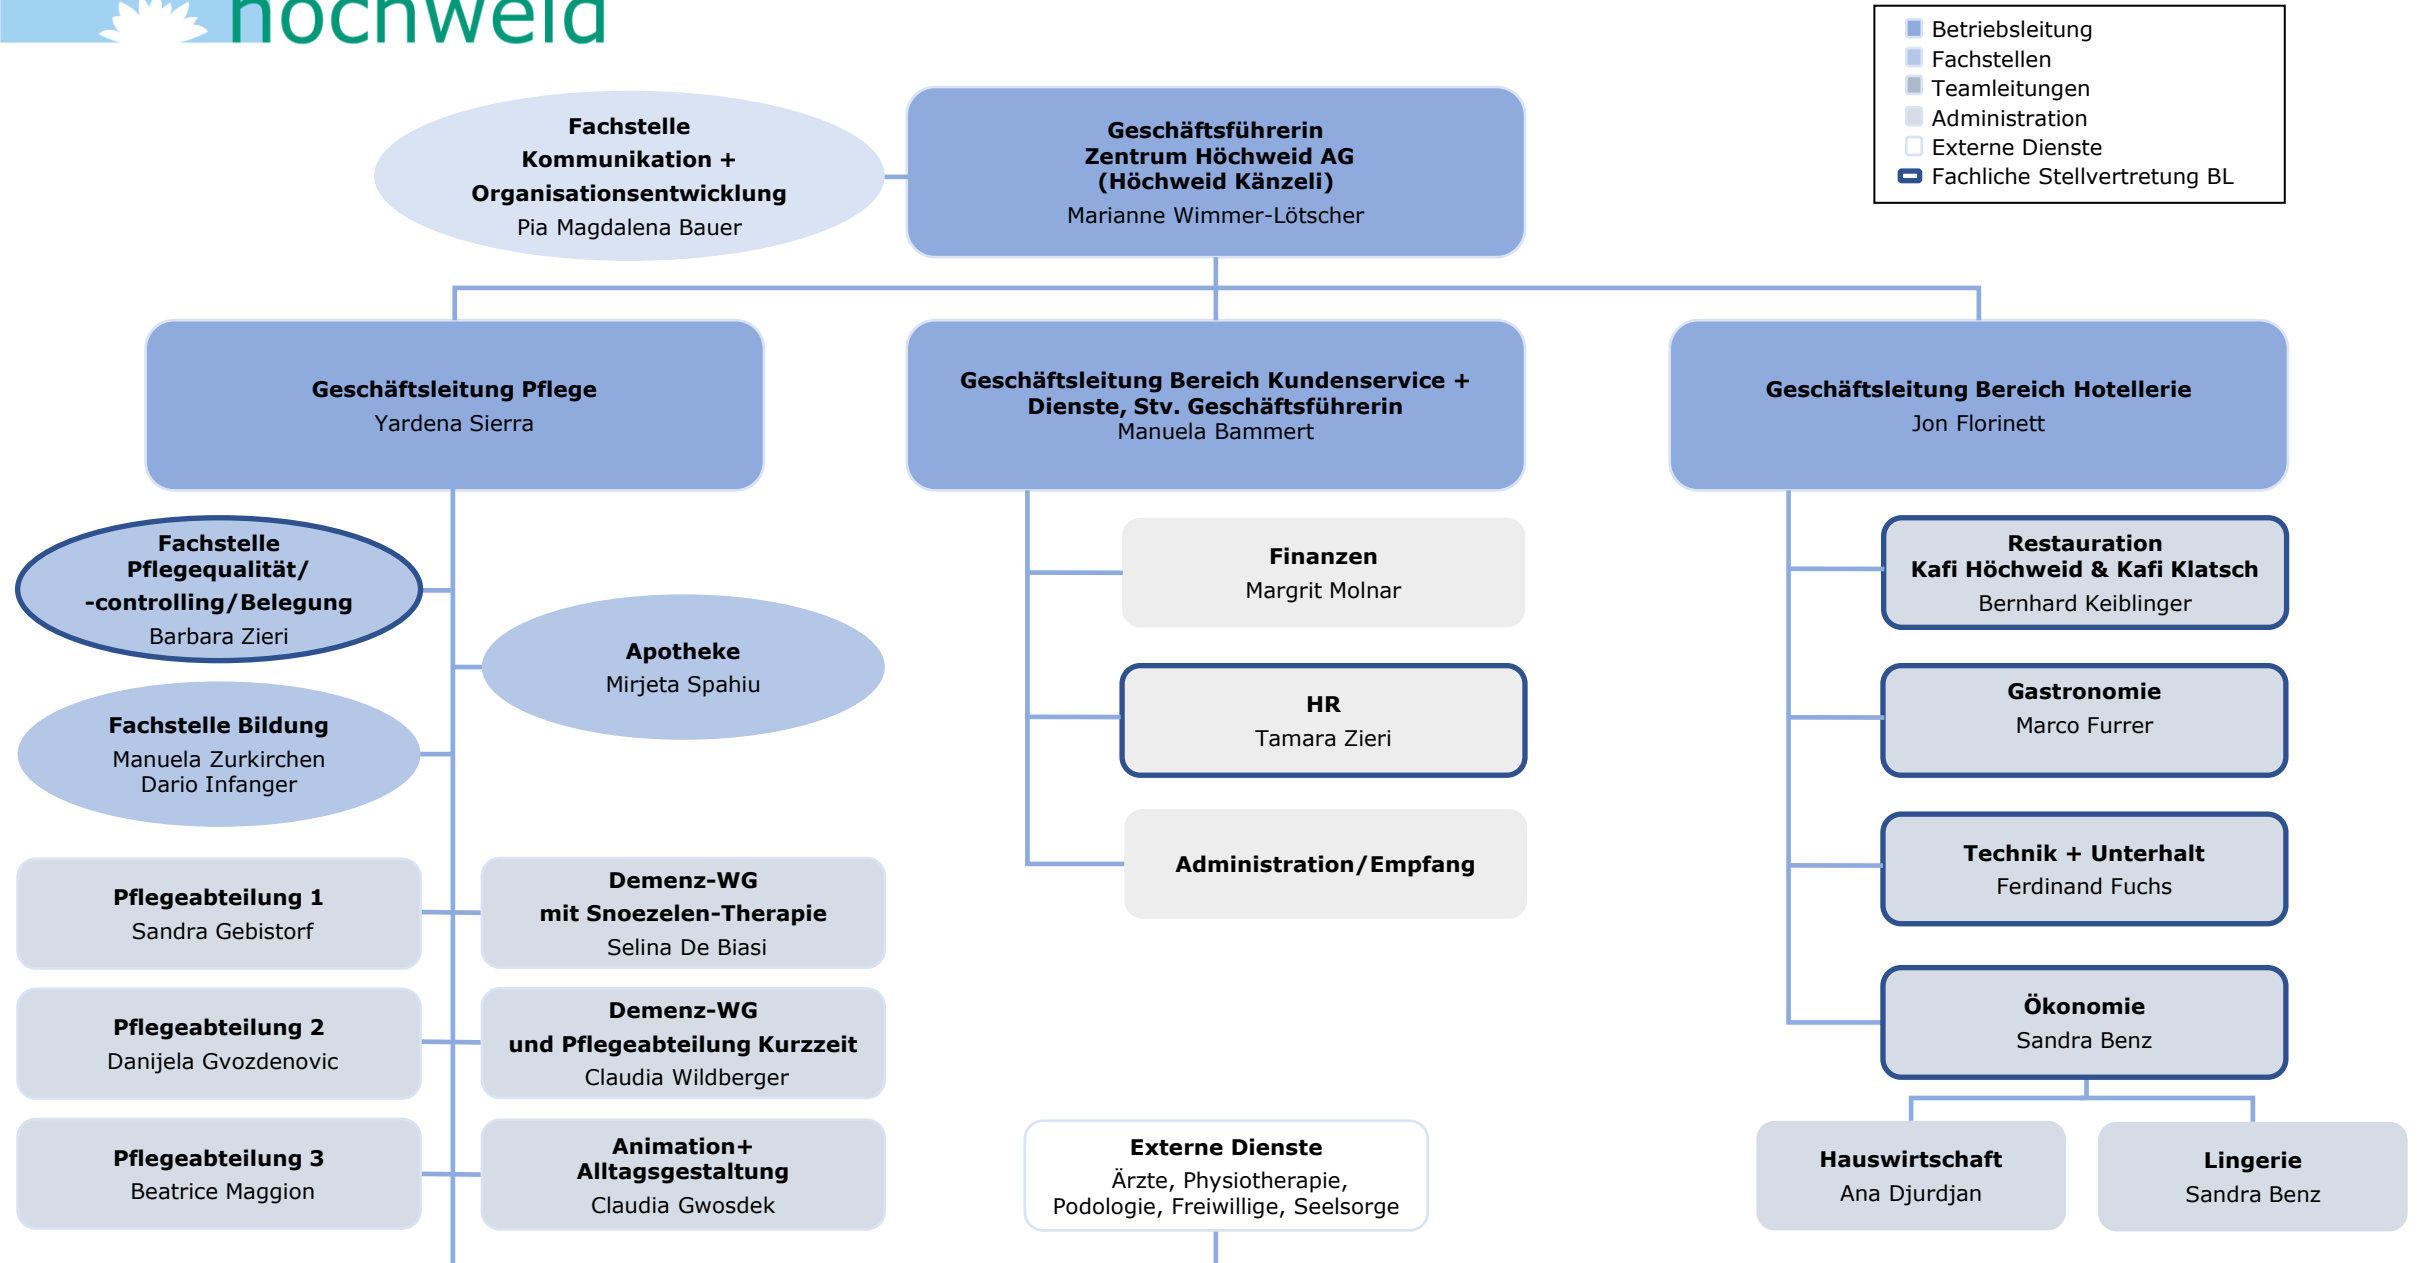 höchweid
Betriebsleitung
Fachstellen
Teamleitungen
Administration
Externe Dienste
Fachliche Stellvertretung BL
Fachstelle
Kommunikation +
Organisationsentwicklung
Pia Magdalena Bauer
Geschäftsführerin
Zentrum Höchweid AG
(Höchweid Känzeli)
Marianne Wimmer-Lötscher
Geschäftsleitung Pflege
Yardena Sierra
Geschäftsleitung Bereich Kundenservice +
Dienste, Stv. Geschäftsführerin
Manuela Bammert
Geschäftsleitung Bereich Hotellerie
Jon Florinett
Fachstelle
Pflegequalität/
-controlling/Belegung
Barbara Zieri
Apotheke
Mirjeta Spahiu
Fachstelle Bildung
Manuela Zurkirchen
Dario Infanger
Pflegeabteilung 1
Sandra Gebistorf
Demenz-WG
mit Snoezelen-Therapie
Selina De Biasi
Pflegeabteilung 2
Danijela Gvozdenovic
Demenz-WG
und Pflegeabteilung Kurzzeit
Claudia Wildberger
Pflegeabteilung 3
Beatrice Maggion
Animation+
Alltagsgestaltung
Claudia Gwosdek
Finanzen
Margrit Molnar
HR
Tamara Zieri
Administration/Empfang
Externe Dienste
Ärzte, Physiotherapie,
Podologie, Freiwillige, Seelsorge
Restauration
Kafi Höchweid & Kafi Klatsch
Bernhard Keiblinger
Gastronomie
Marco Furrer
Technik + Unterhalt
Ferdinand Fuchs
Ökonomie
Sandra Benz
Hauswirtschaft
Ana Djurdjan
Lingerie
Sandra Benz